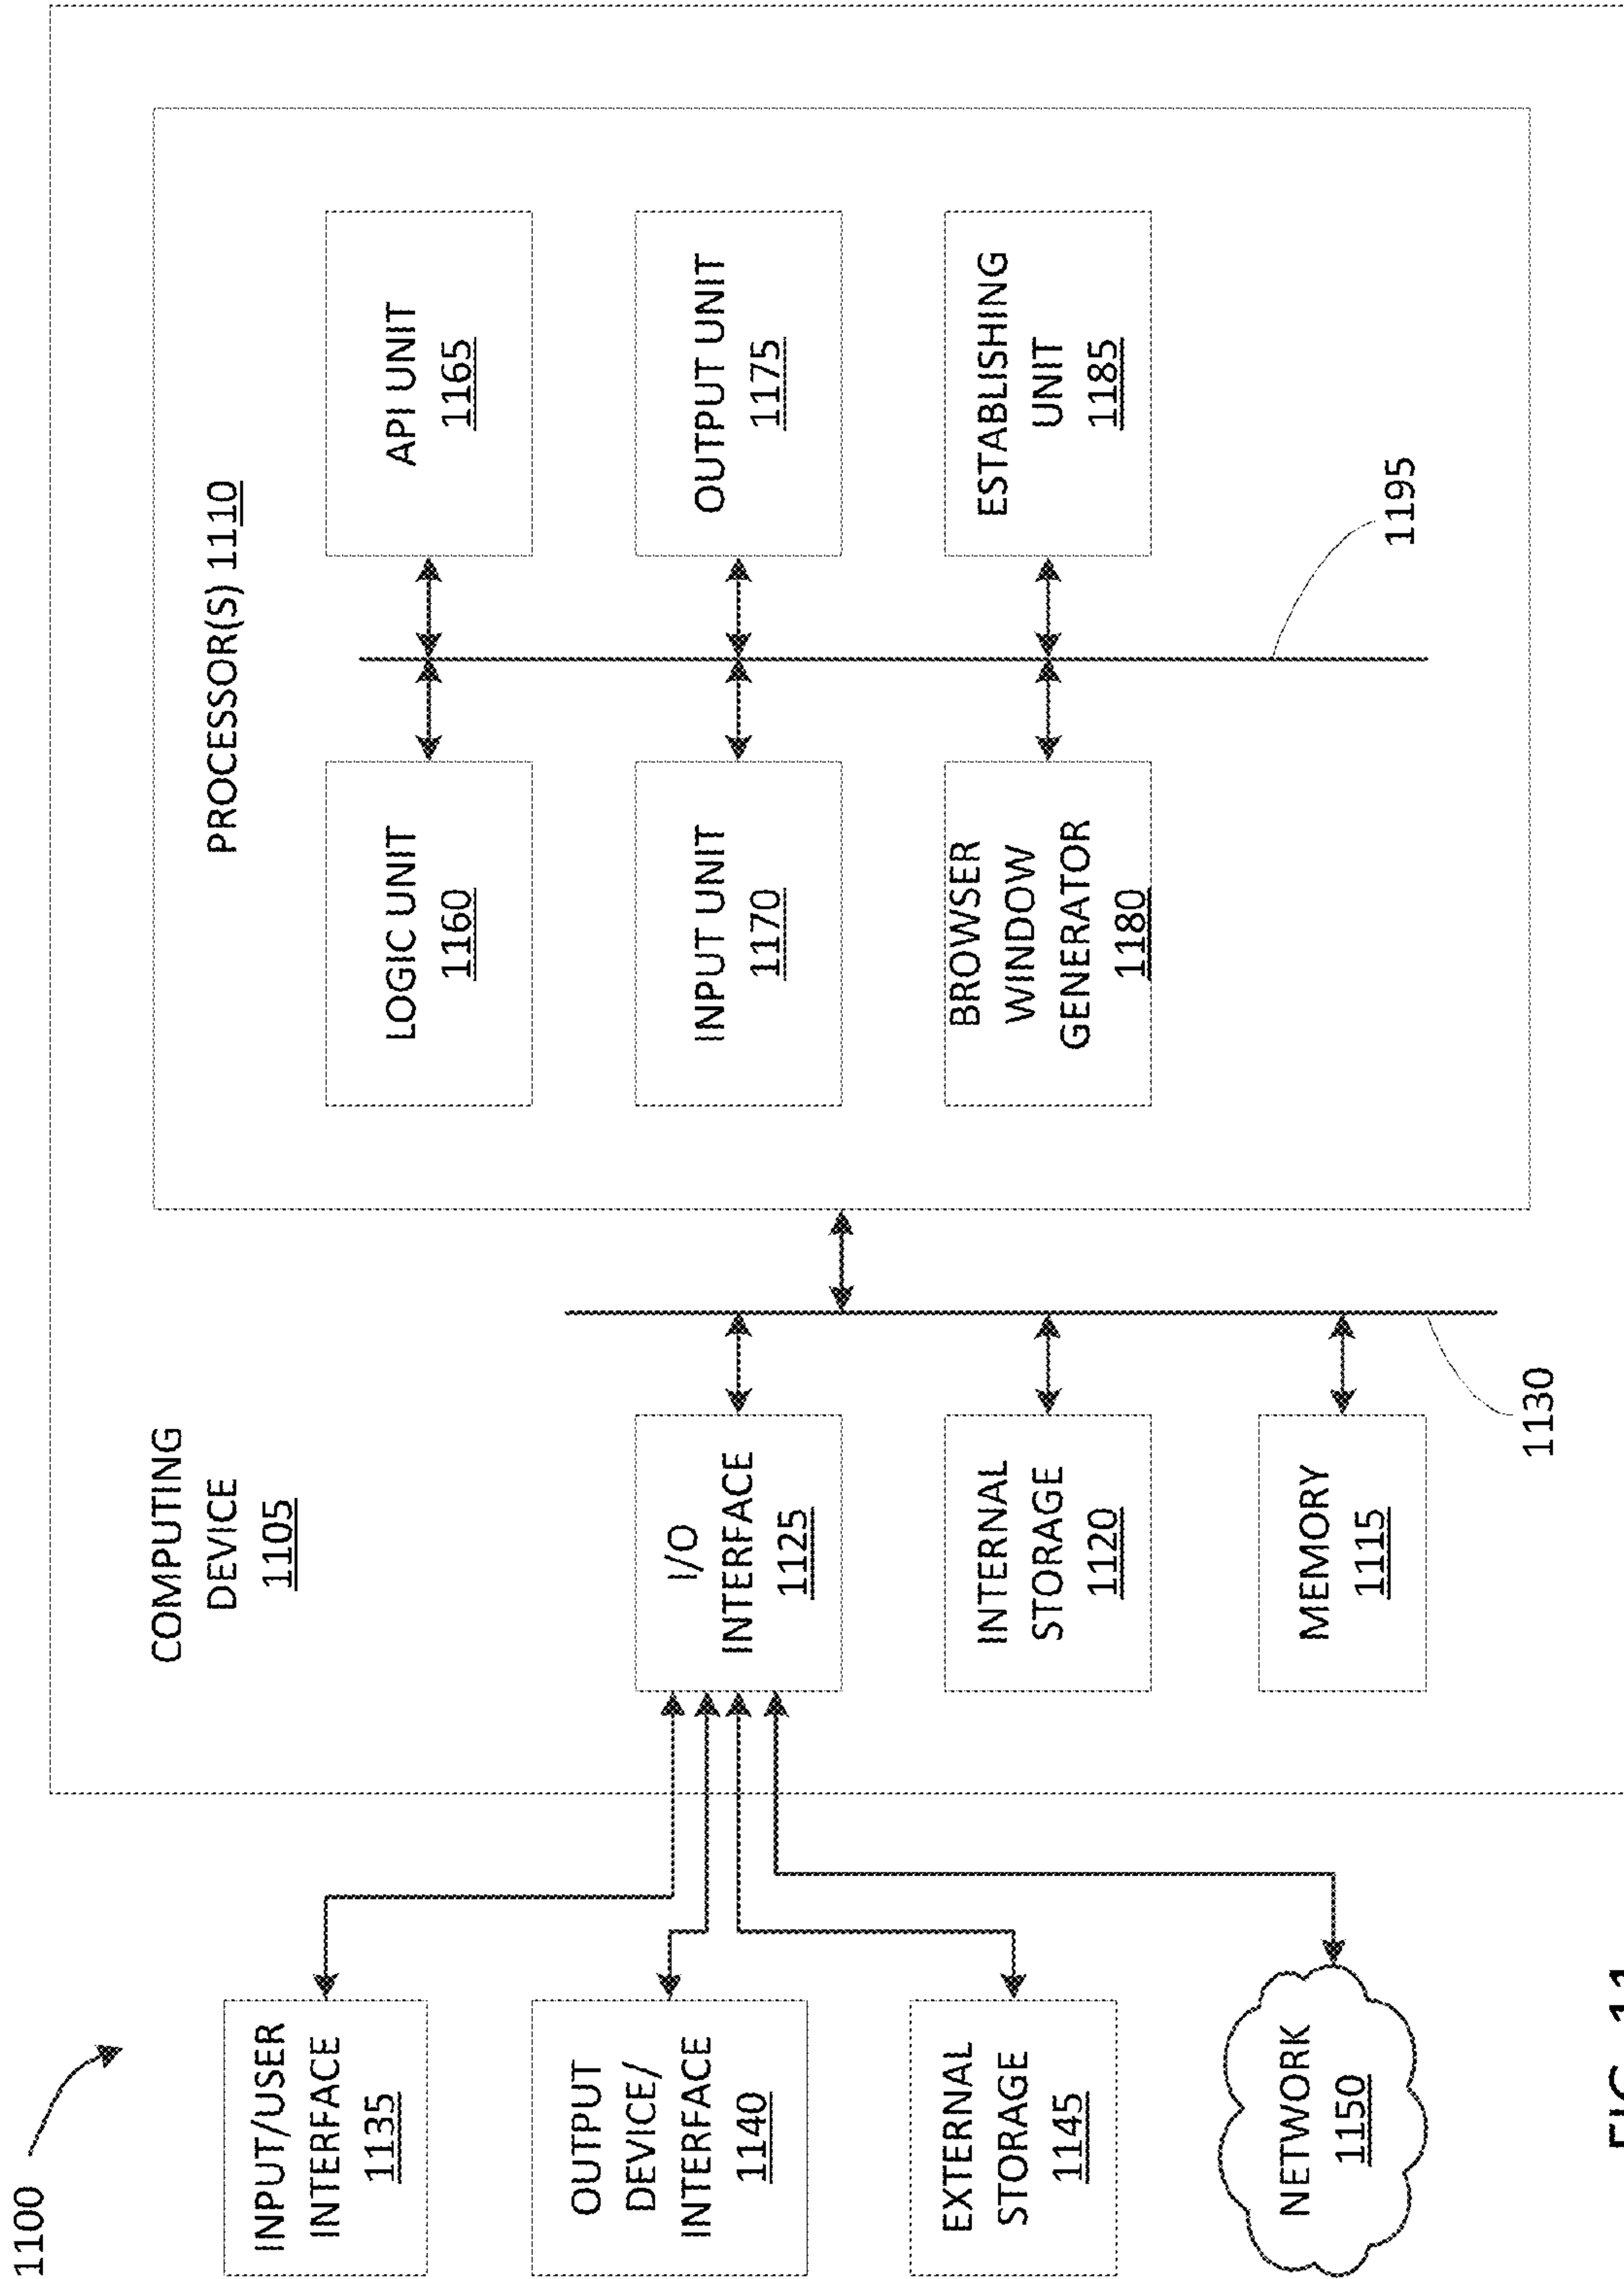 1100
COMPUTING
DEVICE
1105
PROCESSOR(S) 1110
INPUT/USER
INTERFACE
1135
OUTPUT
DEVICE/
INTERFACE
1140
EXTERNAL
STORAGE
1145
NETWORK
1150
I/O
INTERFACE
1125
INTERNAL
STORAGE
1120
MEMORY
1115
1130
LOGIC UNIT
1160
API UNIT
1165
INPUT UNIT
1170
OUTPUT UNIT
1175
BROWSER
WINDOW
GENERATOR
1180
ESTABLISHING
UNIT
1185
1195
FIG. 11